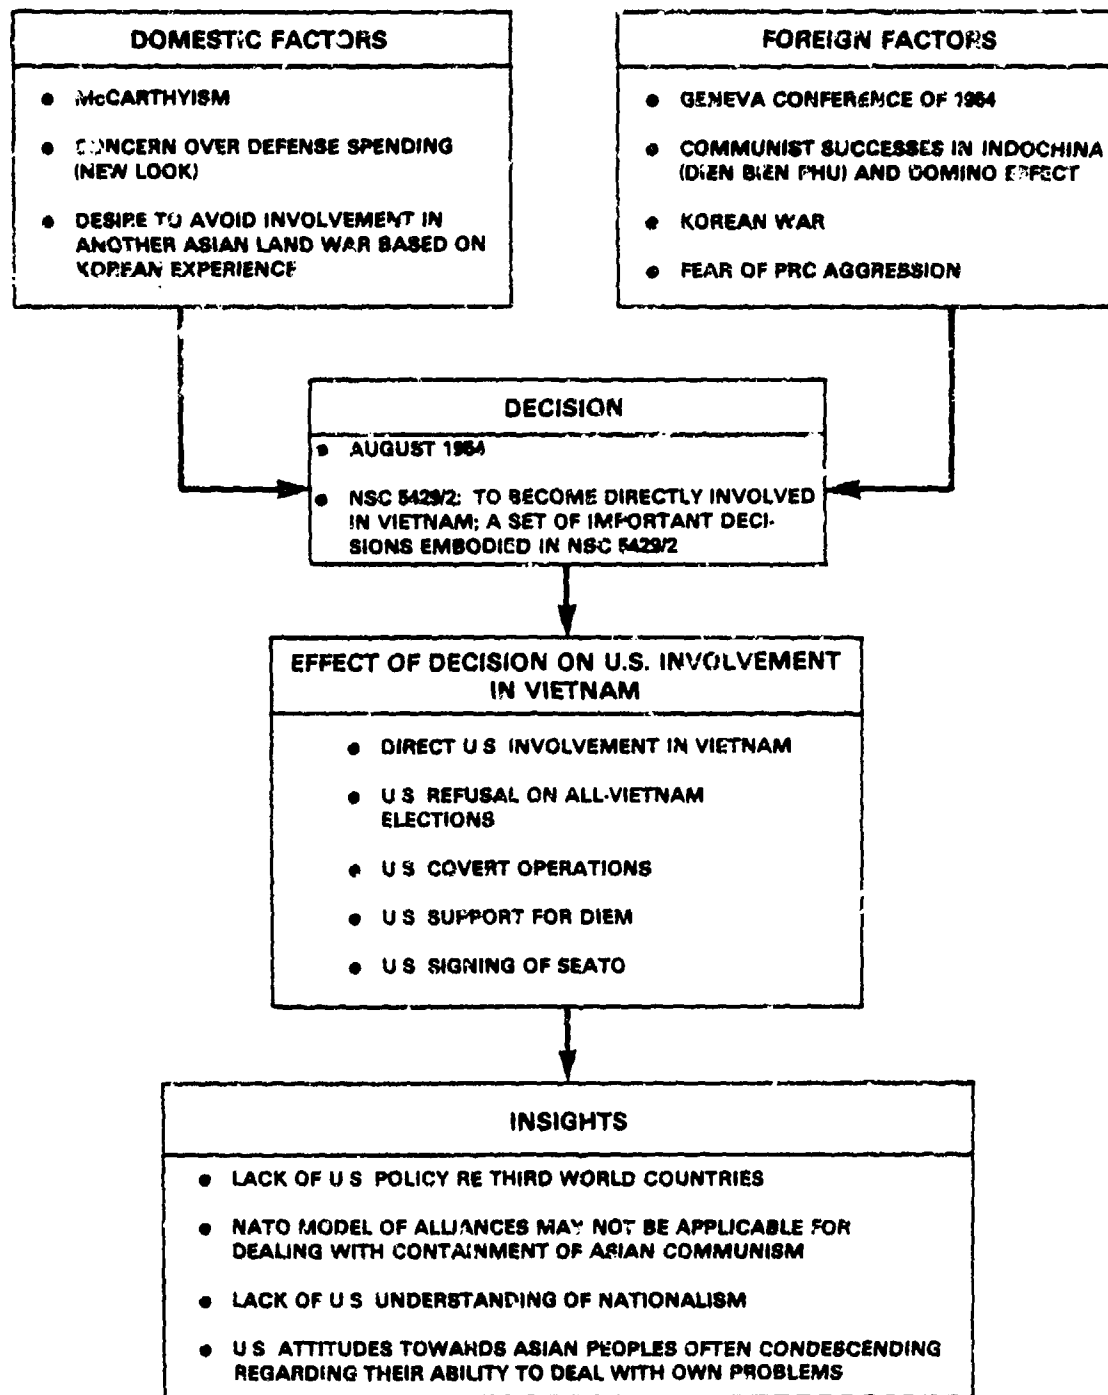 DOMESTIC FACTORS
● McCARTHYISM
● CONCERN OVER DEFENSE SPENDING
(NEW LOOK)
● DESIRE TO AVOID INVOLVEMENT IN
ANOTHER ASIAN LAND WAR BASED ON
KOREAN EXPERIENCE
FOREIGN FACTORS
● GENEVA CONFERENCE OF 1954
● COMMUNIST SUCCESSES IN INDOCHINA
(DIEN BIEN PHU) AND DOMINO EFFECT
● KOREAN WAR
● FEAR OF PRC AGGRESSION
DECISION
● AUGUST 1954
● NSC 5429/2: TO BECOME DIRECTLY INVOLVED
IN VIETNAM; A SET OF IMPORTANT DECI-
SIONS EMBODIED IN NSC 5429/2
EFFECT OF DECISION ON U.S. INVOLVEMENT
IN VIETNAM
● DIRECT U S INVOLVEMENT IN VIETNAM
● U S REFUSAL ON ALL-VIETNAM
ELECTIONS
● U S COVERT OPERATIONS
● U S SUPPORT FOR DIEM
● U S SIGNING OF SEATO
INSIGHTS
● LACK OF U S POLICY RE THIRD WORLD COUNTRIES
● NATO MODEL OF ALLIANCES MAY NOT BE APPLICABLE FOR
DEALING WITH CONTAINMENT OF ASIAN COMMUNISM
● LACK OF U S UNDERSTANDING OF NATIONALISM
● U S ATTITUDES TOWARDS ASIAN PEOPLES OFTEN CONDESCENDING
REGARDING THEIR ABILITY TO DEAL WITH OWN PROBLEMS